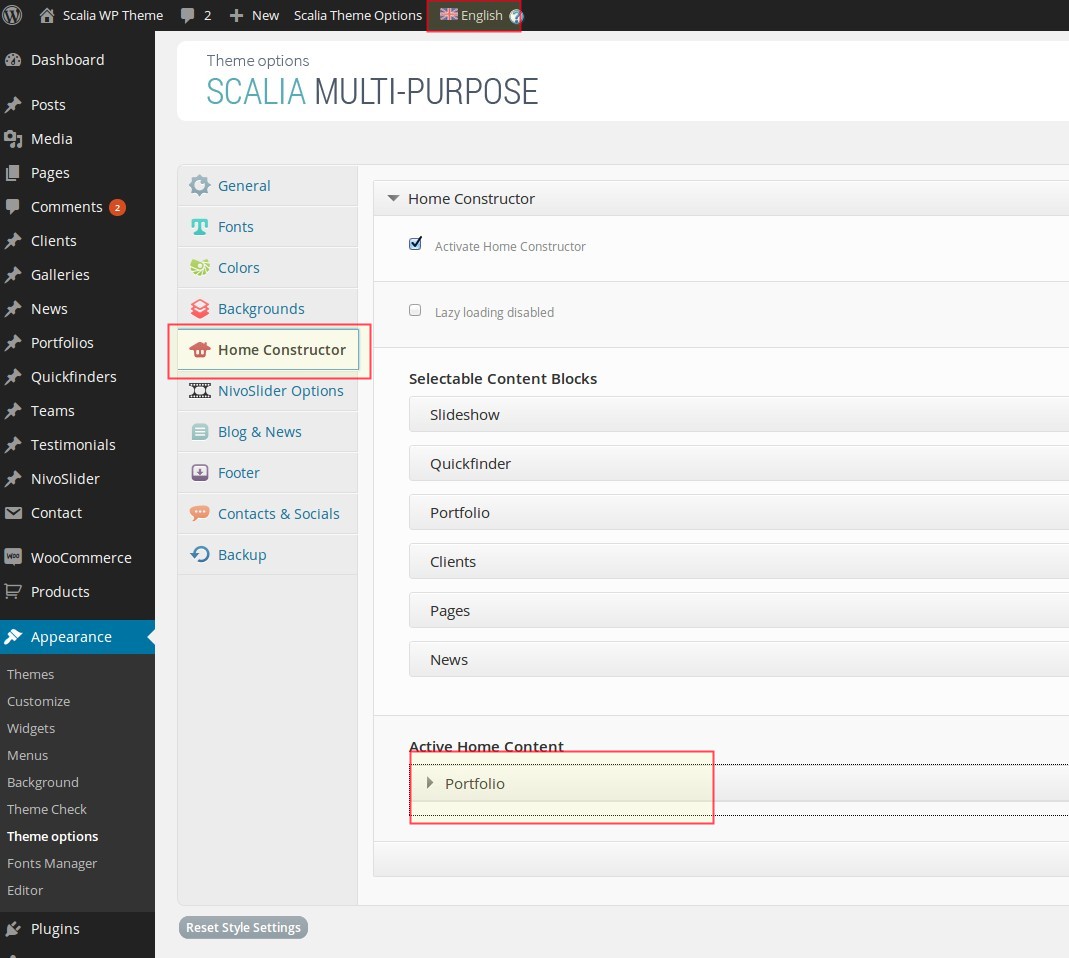 Scalia WP Theme 2 New Scalia Theme Options English
Dashboard
Posts
Media
Pages
Comments 2
Clients
Galleries
News
Portfolios
Quickfinders
Teams
Testimonials
NivoSlider
Contact
WooCommerce
Products
Appearance
Themes
Customize
Widgets
Menus
Background
Theme Check
Theme options
Fonts Manager
Editor
Plugins
Theme options
SCALIA MULTI-PURPOSE
General
Fonts
Colors
Backgrounds
Home Constructor
NivoSlider Options
Blog & News
Footer
Contacts & Socials
Backup
Home Constructor
Activate Home Constructor
Lazy loading disabled
Selectable Content Blocks
Slideshow
Quickfinder
Portfolio
Clients
Pages
News
Active Home Content
Portfolio
Reset Style Settings